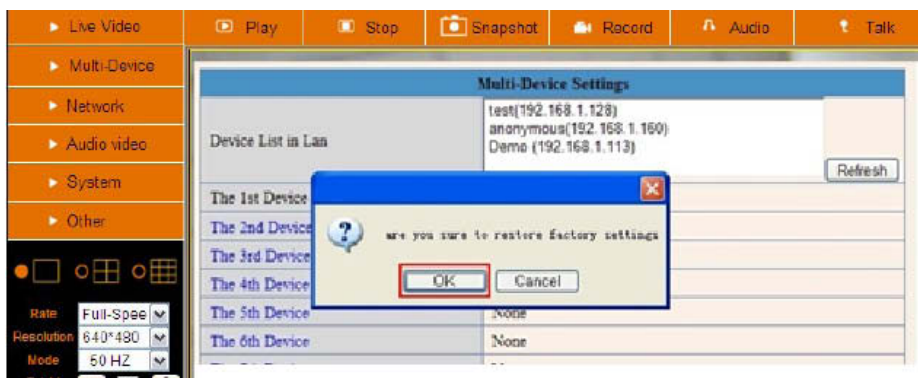 Live Video
Play
Stop
Snapshot
Record
Audio
Talk
Multi-Device
Network
Audio video
System
Other
Multi-Device Settings
Device List in Lan
test(192.168.1.128)
anonymous(192.168.1.160)
Demo (192.168.1.113)
Refresh
The 1st Device
The 2nd Device
The 3rd Device
The 4th Device
The 5th Device
None
The 6th Device
None
are you sure to restore factory settings
OK
Cancel
Rate
Full-Spee
Resolution
640*480
Mode
50 HZ